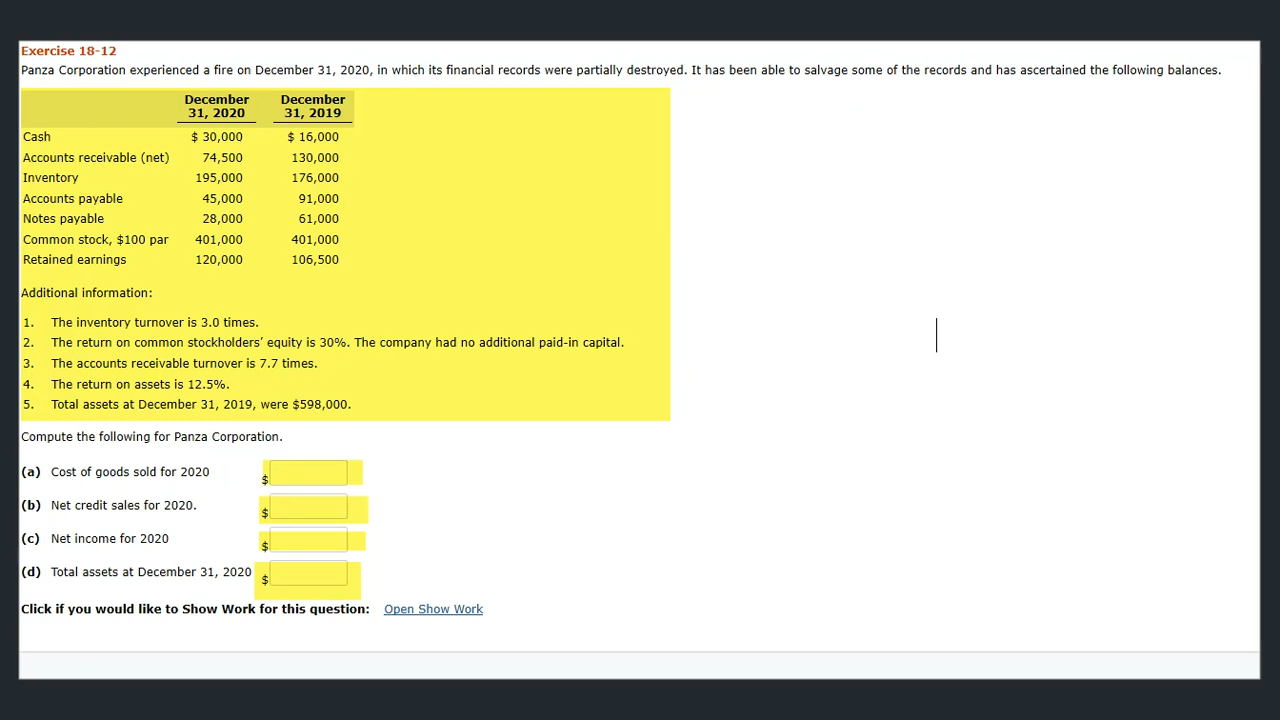 Exercise 18-12
Panza Corporation experienced a fire on December 31, 2020, in which its financial records were partially destroyed. It has been able to salvage some of the records and has ascertained the following balances.
December 31, 2020 December 31, 2019
Cash $ 30,000 $ 16,000
Accounts receivable (net) 74,500 130,000
Inventory 195,000 176,000
Accounts payable 45,000 91,000
Notes payable 28,000 61,000
Common stock, $100 par 401,000 401,000
Retained earnings 120,000 106,500
Additional information:
1. The inventory turnover is 3.0 times.
2. The return on common stockholders’ equity is 30%. The company had no additional paid-in capital.
3. The accounts receivable turnover is 7.7 times.
4. The return on assets is 12.5%.
5. Total assets at December 31, 2019, were $598,000.
Compute the following for Panza Corporation.
(a) Cost of goods sold for 2020 $
(b) Net credit sales for 2020. $
(c) Net income for 2020 $
(d) Total assets at December 31, 2020 $
Click if you would like to Show Work for this question: Open Show Work